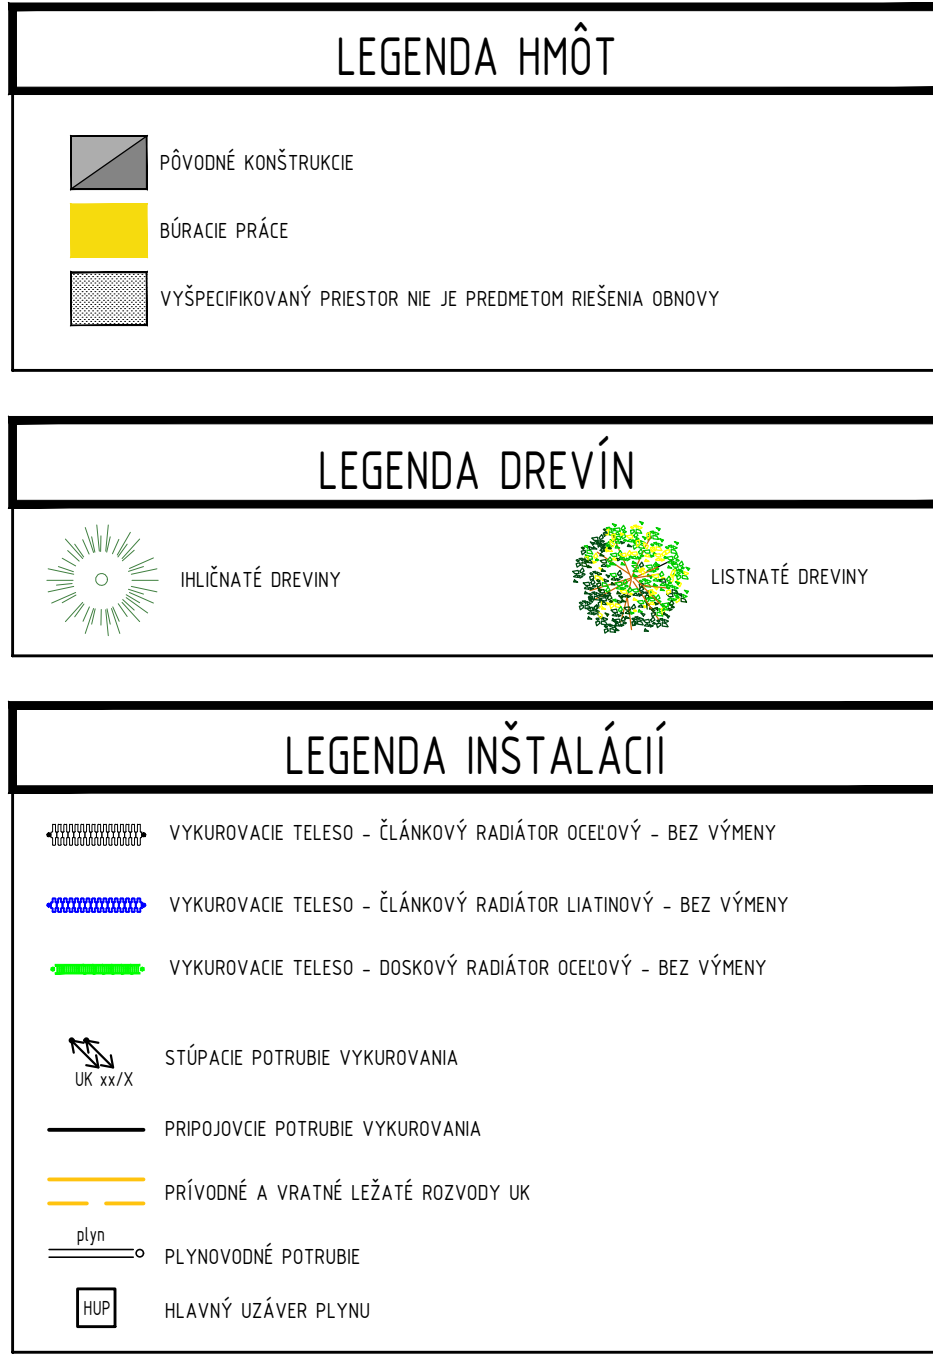 LEGENDA HMÔT
PÔVODNÉ KONŠTRUKCIE
BÚRACIE PRÁCE
VYŠPECIFIKOVANÝ PRIESTOR NIE JE PREDMETOM RIEŠENIA OBNOVY
LEGENDA DREVÍN
IHLIČNATÉ DREVINY
LISTNATÉ DREVINY
LEGENDA INŠTALÁCIÍ
VYKUROVACIE TELESO - ČLÁNKOVÝ RADIÁTOR OCEĽOVÝ - BEZ VÝMENY
VYKUROVACIE TELESO - ČLÁNKOVÝ RADIÁTOR LIATINOVÝ - BEZ VÝMENY
VYKUROVACIE TELESO - DOSKOVÝ RADIÁTOR OCEĽOVÝ - BEZ VÝMENY
UK xx/X
STÚPACIE POTRUBIE VYKUROVANIA
PRIPOJOVCIE POTRUBIE VYKUROVANIA
PRÍVODNÉ A VRATNÉ LEŽATÉ ROZVODY UK
plyn
PLYNOVODNÉ POTRUBIE
HUP
HLAVNÝ UZÁVER PLYNU